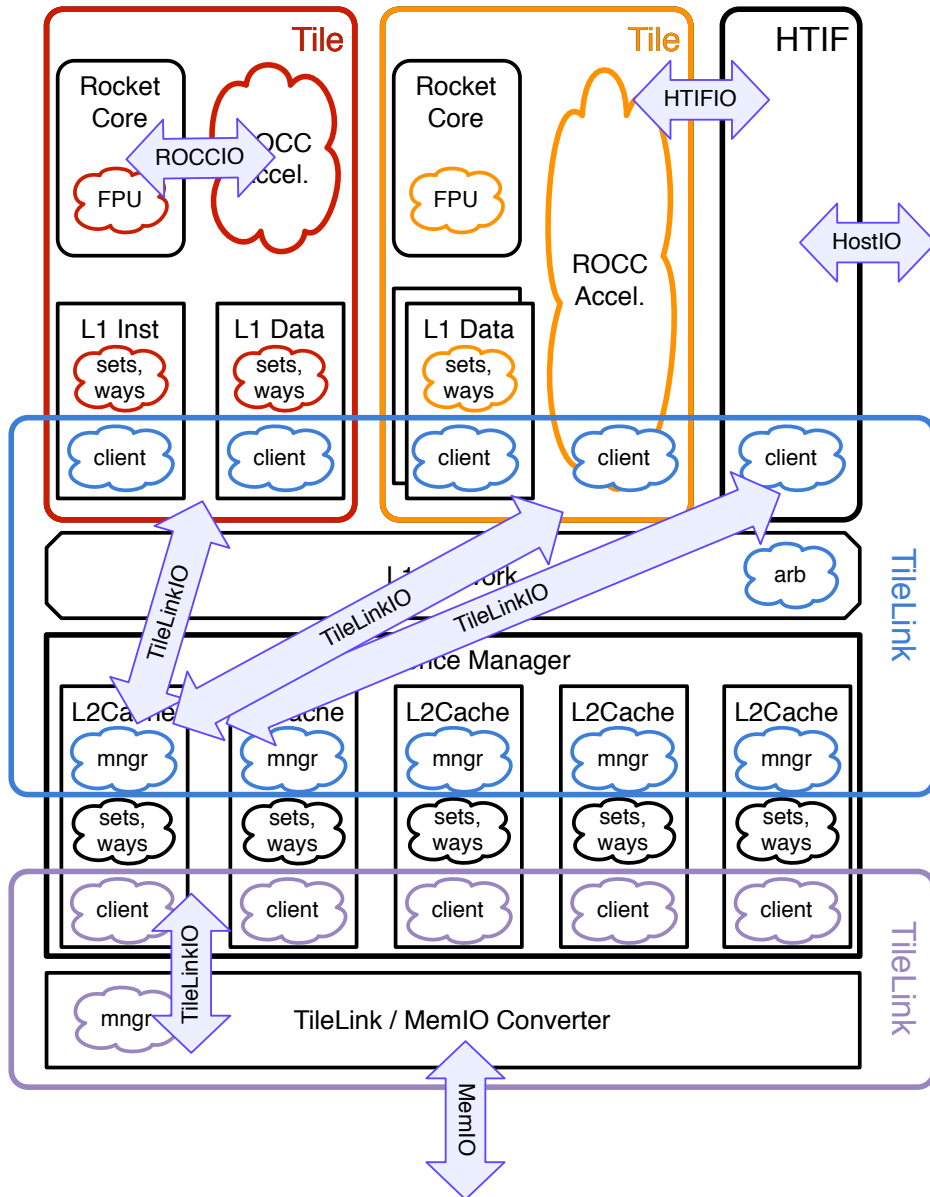 Tile
Tile
HTIF
Rocket
Core
FPU
ROCCIO
OCC
Accel.
Rocket
Core
FPU
ROCC
Accel.
HTIFIO
HostIO
L1 Inst
sets,
ways
client
L1 Data
sets,
ways
client
L1 Data
sets,
ways
client
client
client
TileLink
arb
TileLinkIO
TileLinkIO
TileLinkIO
Manager
L2Cache
mngr
sets,
ways
client
mngr
sets,
ways
client
L2Cache
mngr
sets,
ways
client
L2Cache
mngr
sets,
ways
client
L2Cache
mngr
sets,
ways
client
TileLink
TileLinkIO
mngr
TileLink / MemIO Converter
MemIO